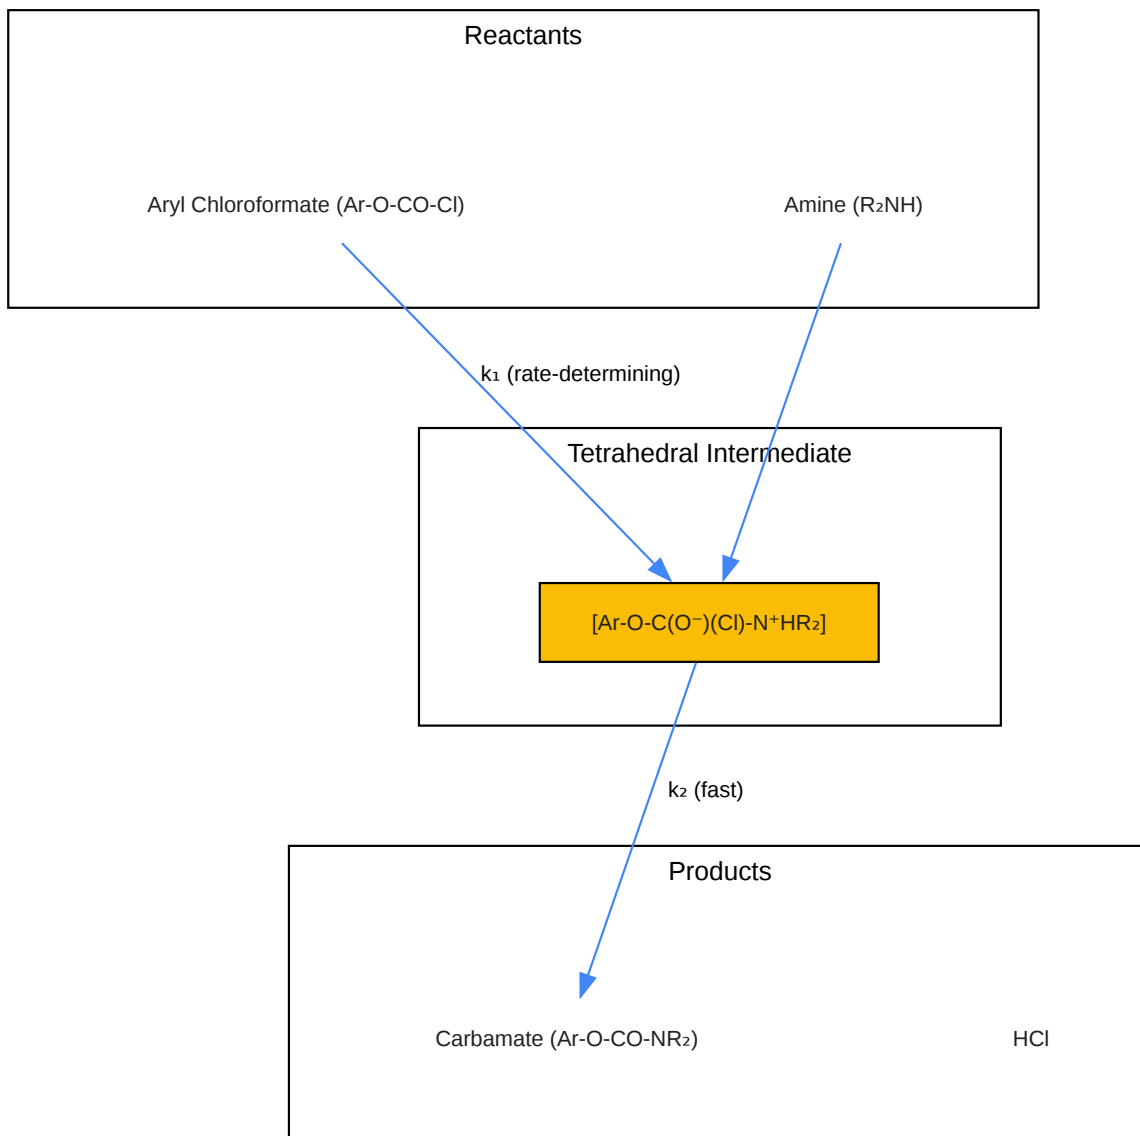 Reactants
Aryl Chloroformate (Ar-O-CO-Cl)
Amine (R₂NH)
k₁ (rate-determining)
Tetrahedral Intermediate
[Ar-O-C(O⁻)(Cl)-N⁺HR₂]
k₂ (fast)
Products
Carbamate (Ar-O-CO-NR₂)
HCl